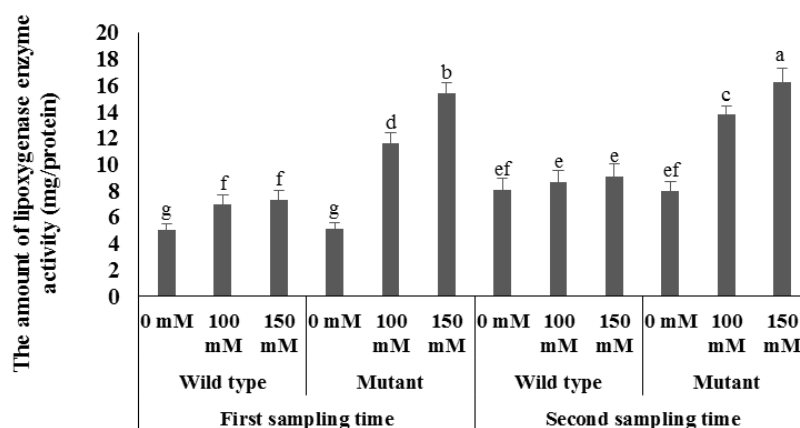 The amount of lipoxygenase enzyme
activity (mg/protein)
20
18
16
14
12
10
8
6
4
2
0
g
f
f
g
d
b
ef
e
e
ef
c
a
0 mM 100 mM 150 mM 0 mM 100 mM 150 mM 0 mM 100 mM 150 mM 0 mM 100 mM 150 mM
Wild type Mutant Wild type Mutant
First sampling time Second sampling time